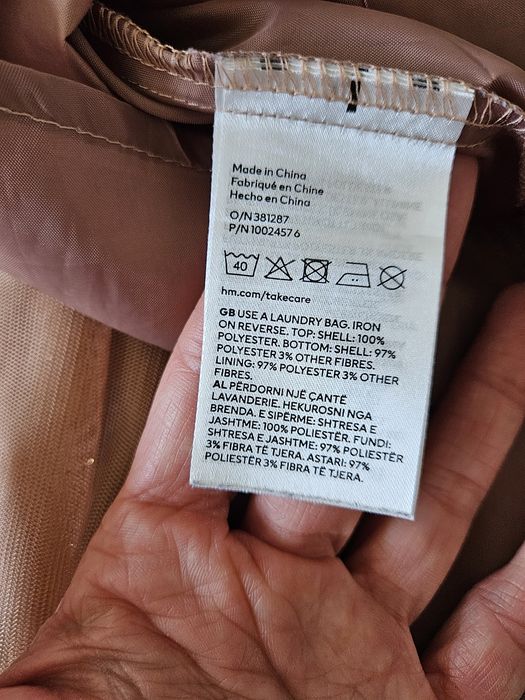 Made in China
Fabriqué en Chine
Hecho en China
O/N 381287
P/N 10024576
40
hm.com/takecare
GB USE A LAUNDRY BAG. IRON
ON REVERSE. TOP: SHELL: 100%
POLYESTER. BOTTOM: SHELL: 97%
POLYESTER 3% OTHER FIBRES.
LINING: 97% POLYESTER 3% OTHER
FIBRES.
AL PËRDORNI NJË ÇANTË
LAVANDERIE. HEKUROSNI NGA
BRENDA. E SIPËRME: SHTRESA E
JASHTME: 100% POLIESTËR. FUNDI:
SHTRESA E JASHTME: 97% POLIESTËR
3% FIBRA TË TJERA. ASTARI: 97%
POLIESTËR 3% FIBRA TË TJERA.